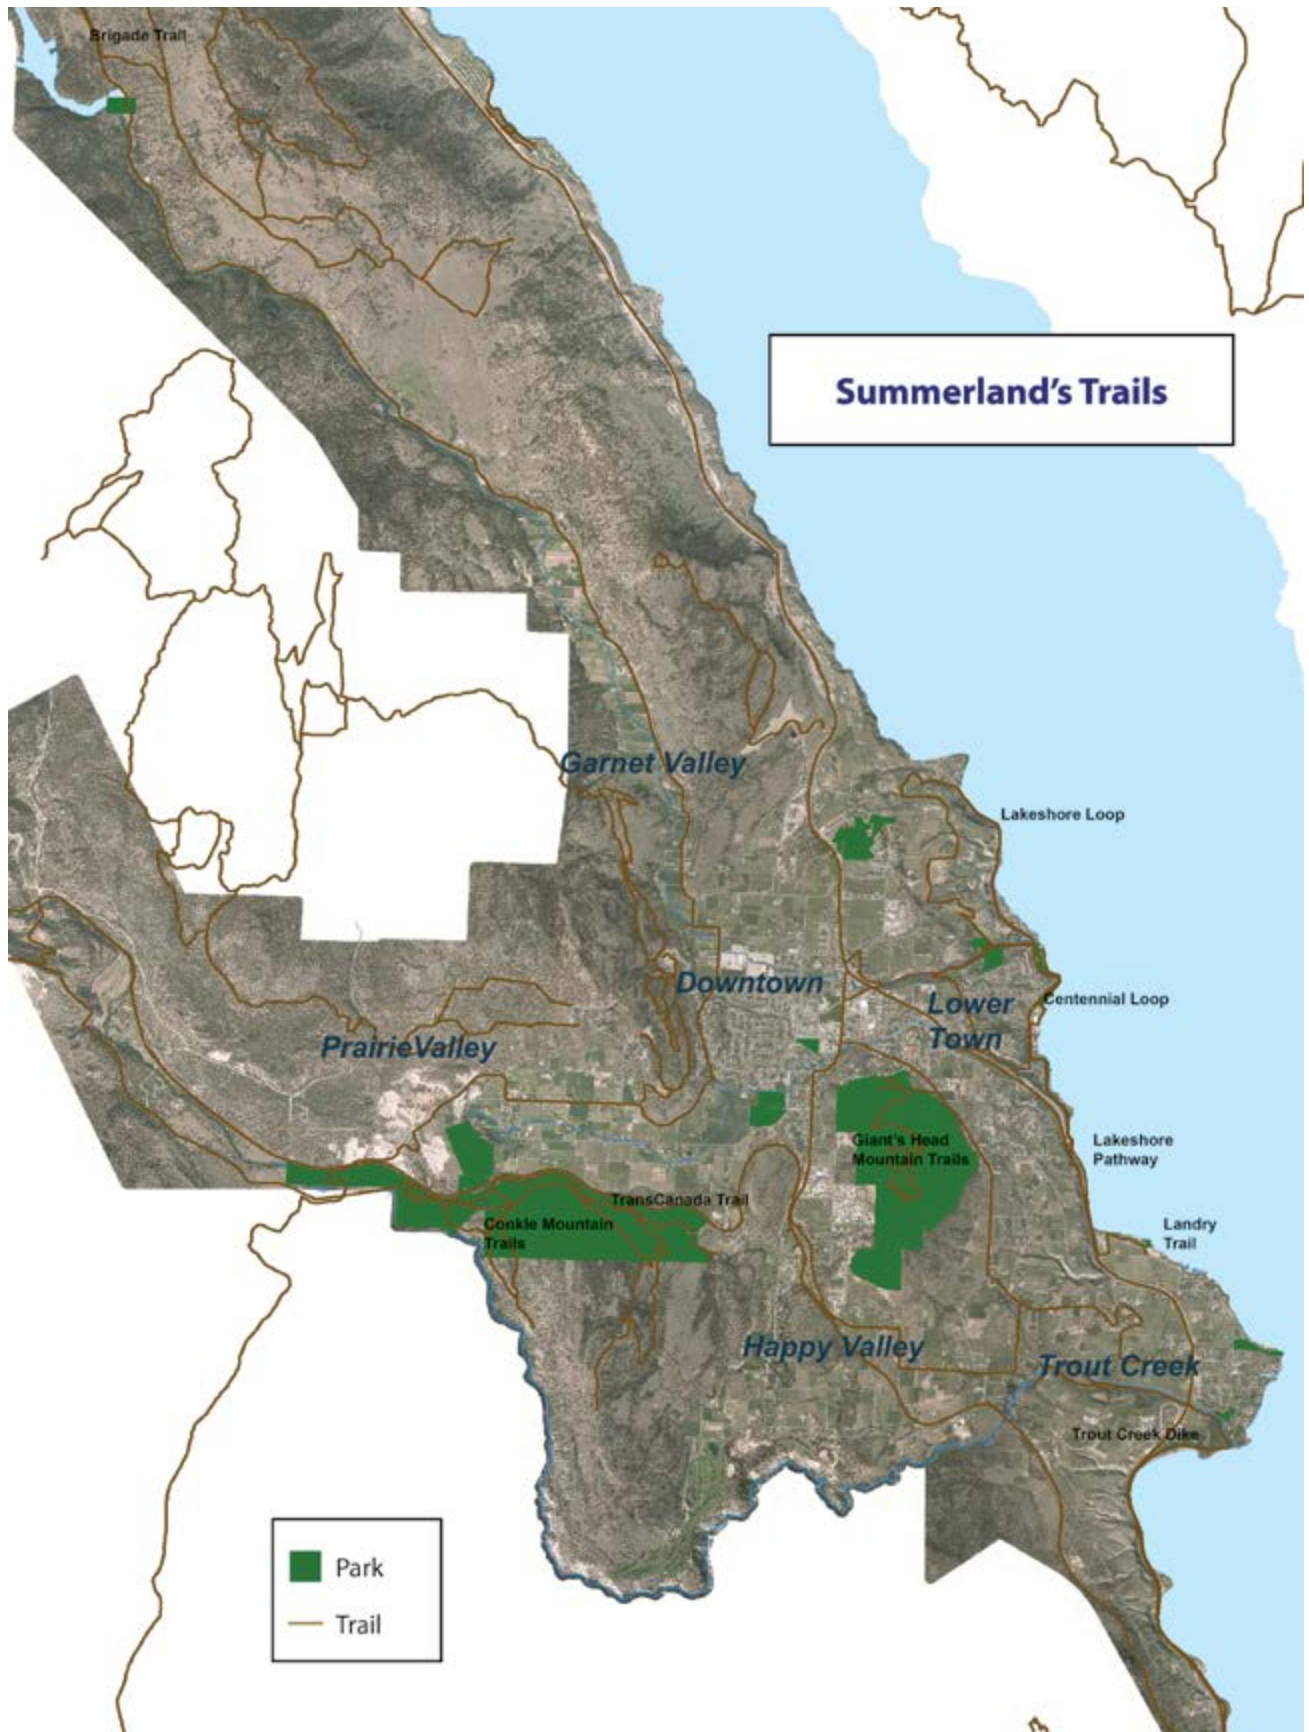 Brigade Trail
Summerland's Trails
Garnet Valley
Lakeshore Loop
Downtown
Lower
Town
Centennial Loop
PrairieValley
Giant's Head
Mountain Trails
Lakeshore
Pathway
TransCanada Trail
Conkle Mountain
Trails
Landry
Trail
Happy Valley
Trout Creek
Trout Creek Dike
Park
Trail